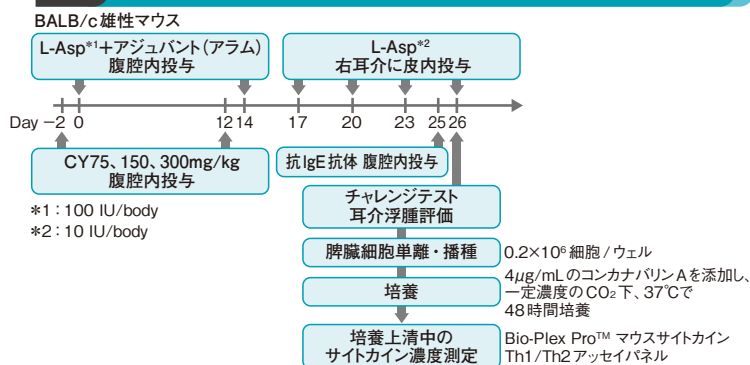 BALB/c雄性マウス
L-Asp*1+アジュバント(アラム)
腹腔内投与
L-Asp*2
右耳介に皮内投与
Day −2 0 12 14 17 20 23 25 26
CY75、150、300mg/kg
腹腔内投与
抗IgE抗体 腹腔内投与
*1:100 IU/body
*2:10 IU/body
チャレンジテスト
耳介浮腫評価
脾臓細胞単離・播種
0.2×10⁶細胞/ウェル
培養
4μg/mLのコンカナバリンAを添加し、
一定濃度のCO₂下、37℃で
48時間培養
培養上清中の
サイトカイン濃度測定
Bio-Plex Pro™ マウスサイトカイン
Th1/Th2アッセイパネル